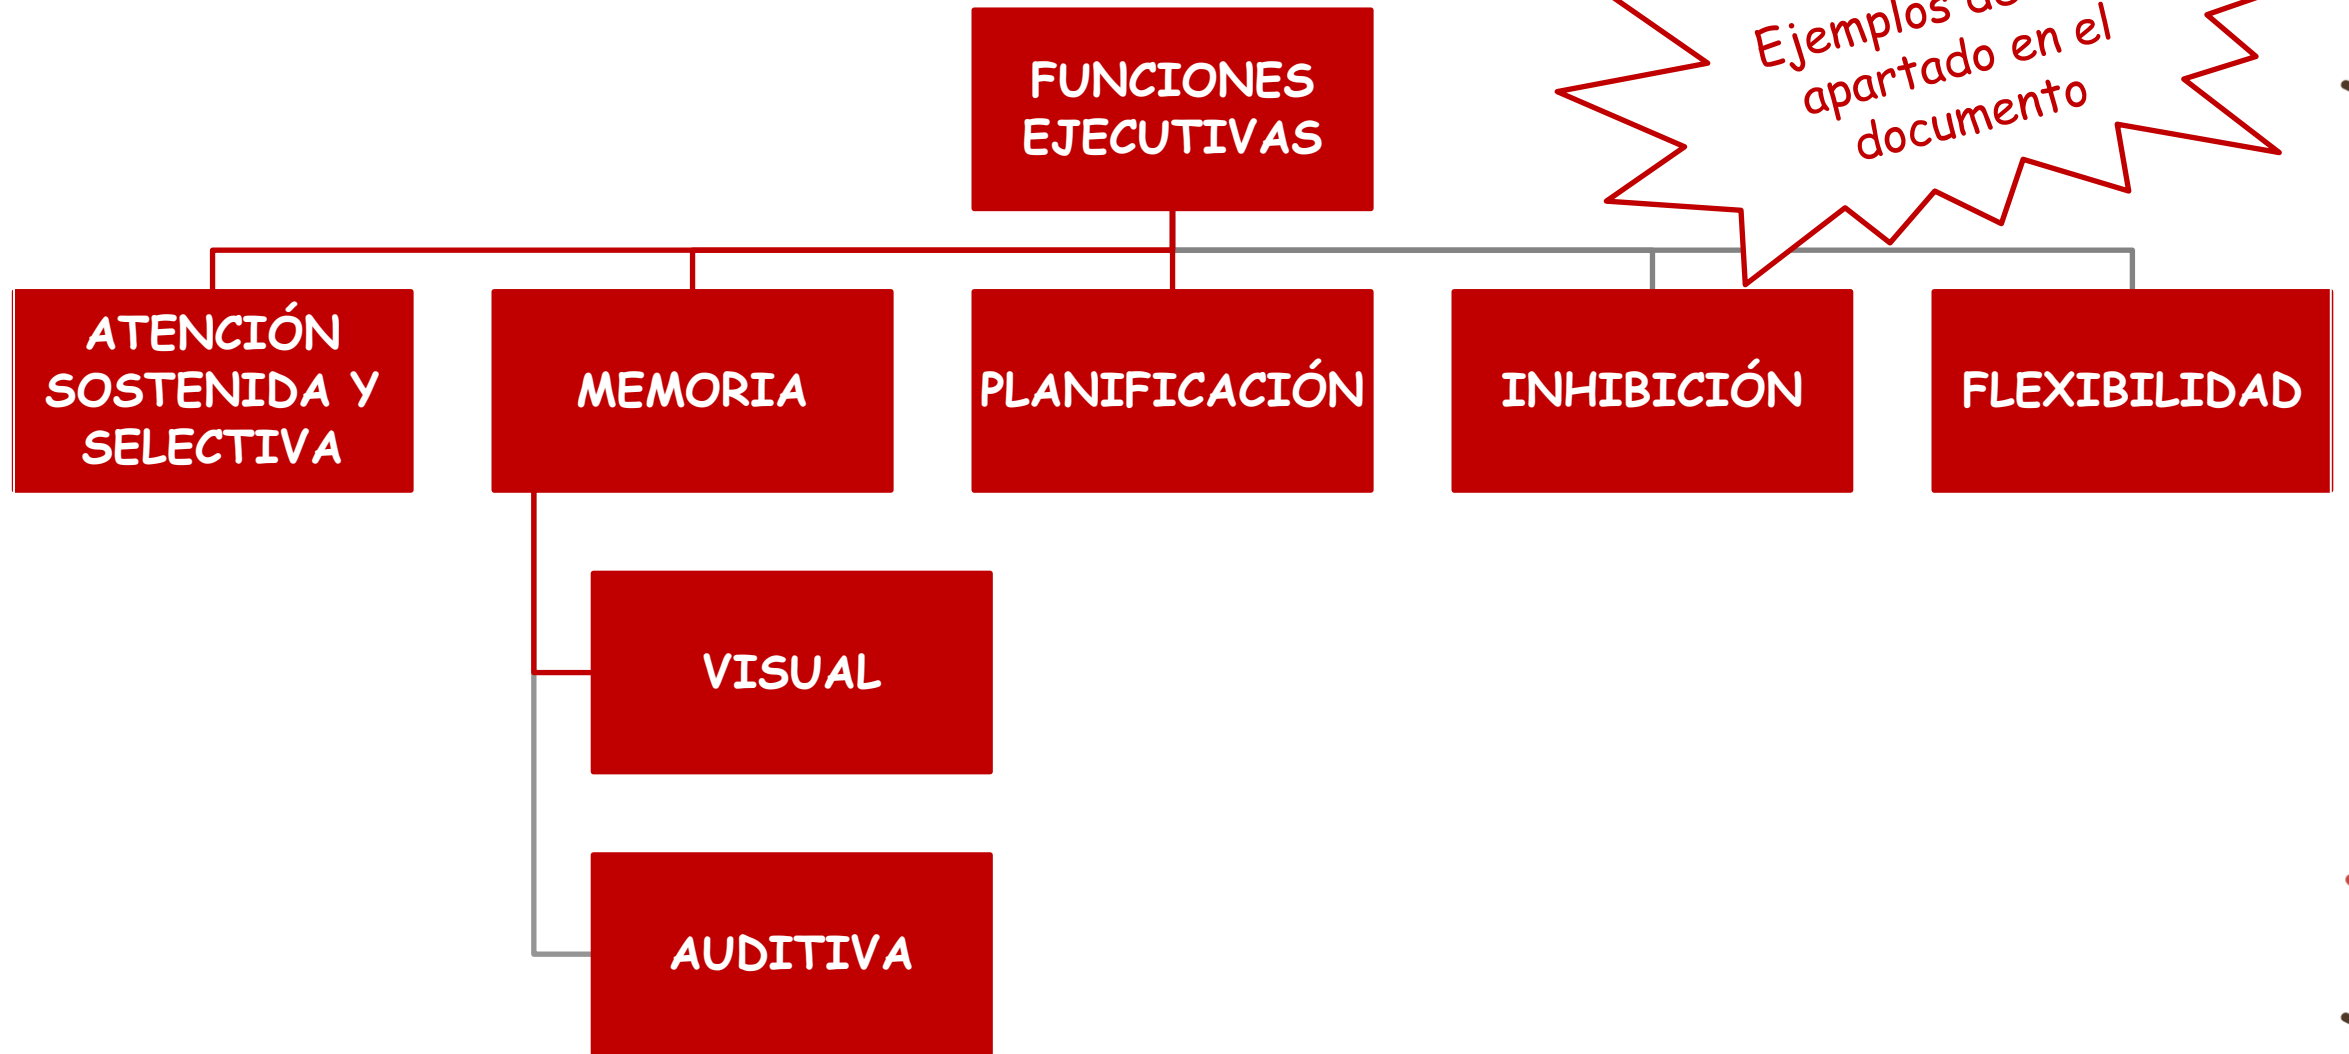 FUNCIONES
EJECUTIVAS
Ejemplos
apartado en el
documento
ATENCIÓN
SOSTENIDA Y
SELECTIVA
MEMORIA
PLANIFICACIÓN
INHIBICIÓN
FLEXIBILIDAD
VISUAL
AUDITIVA